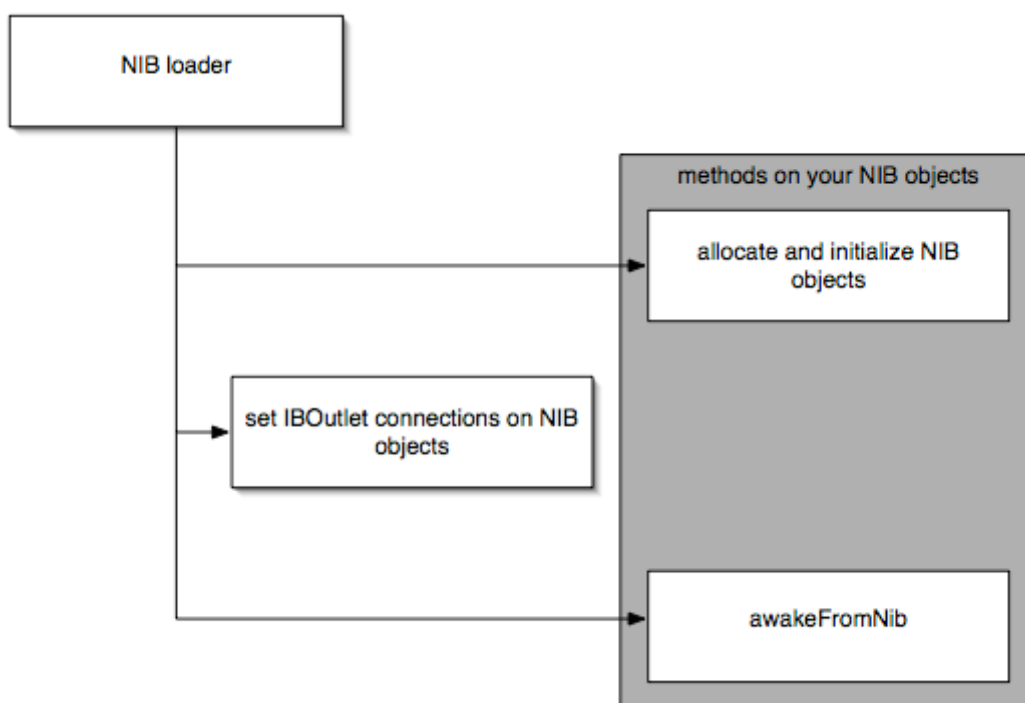 NIB loader
methods on your NIB objects
allocate and initialize NIB
objects
set IBOutlet connections on NIB
objects
awakeFromNib